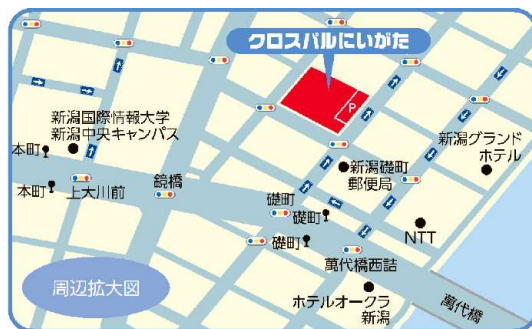 クロスパルにいがた
P
新潟国際情報大学
新潟中央キャンパス
本町
本町
上大川前
鏡橋
礎町
礎町
礎町
新潟礎町
郵便局
新潟グランド
ホテル
NTT
萬代橋西詰
ホテルオークラ
新潟
萬代橋
周辺拡大図